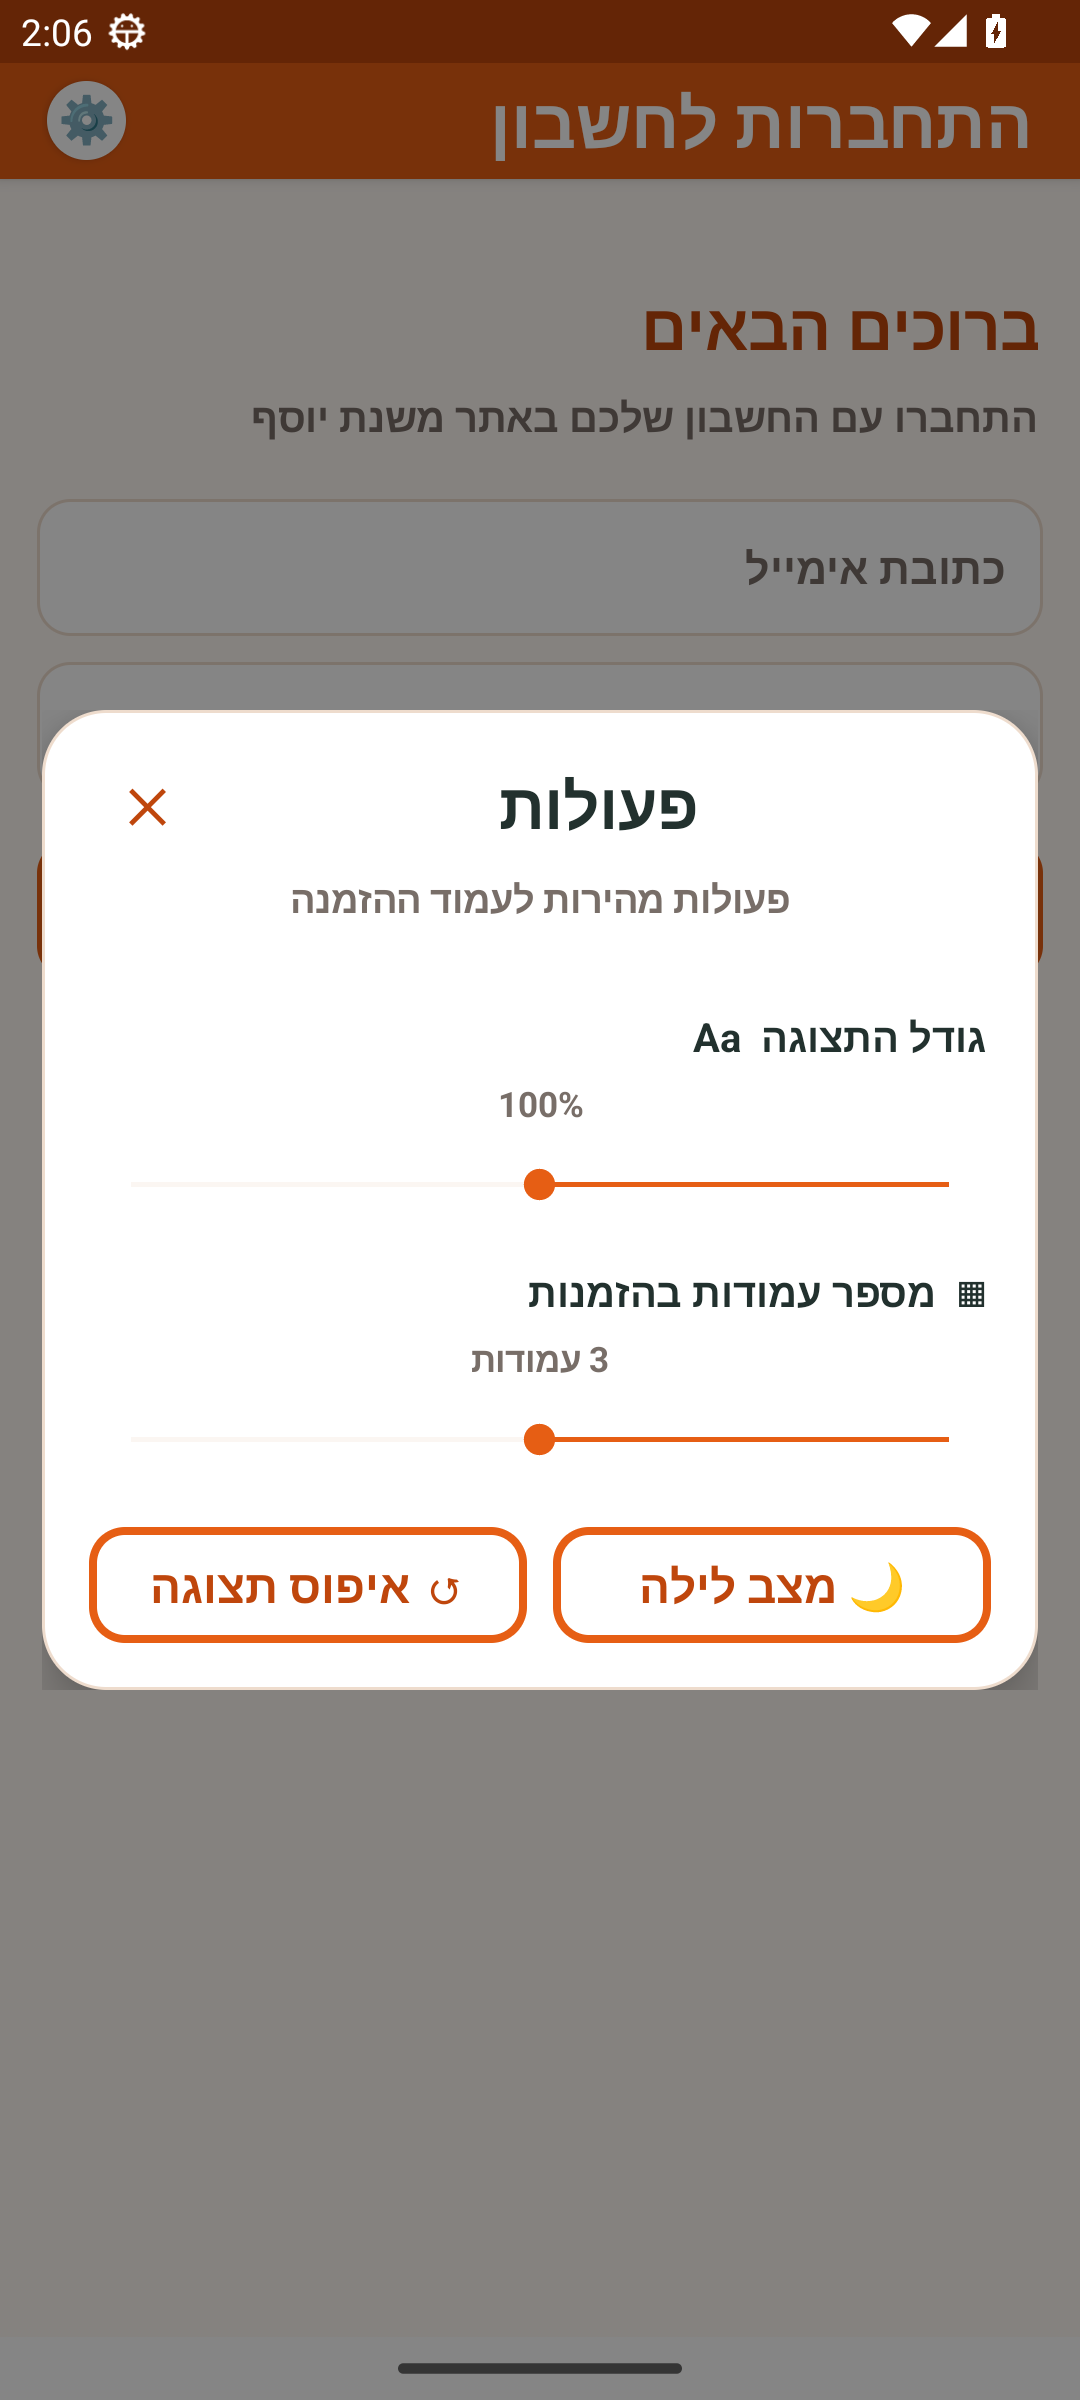 2:06
התחברות לחשבון
ברוכים הבאים
התחברו עם החשבון שלכם באתר משנת יוסף
כתובת אימייל
פעולות
פעולות מהירות לעמוד ההזמנה
גודל התצוגה Aa
100%
מספר עמודות בהזמנות
3 עמודות
🌙 מצב לילה
↺ איפוס תצוגה